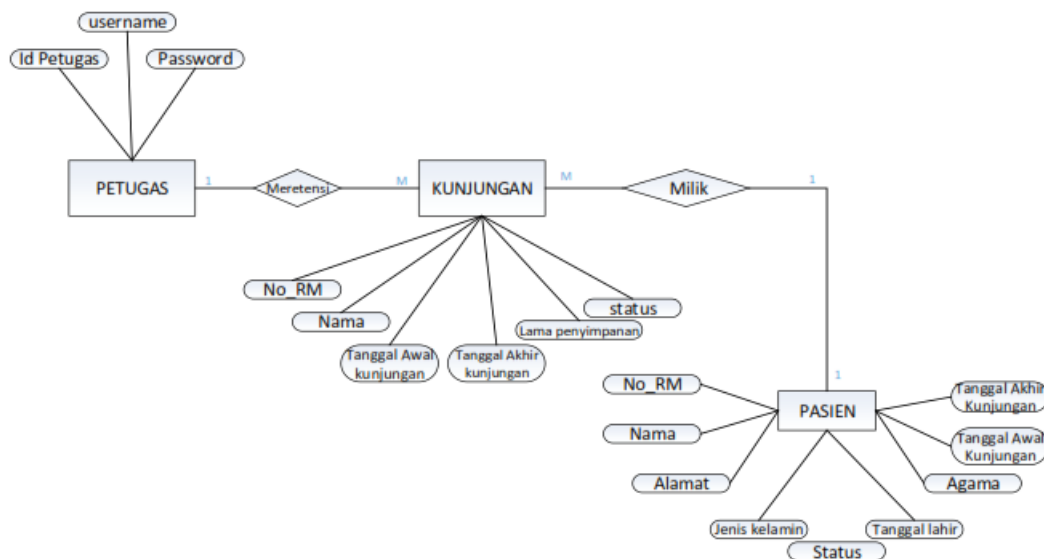 username
Id Petugas
Password
PETUGAS
1
Meretensi
M
KUNJUNGAN
M
Milik
1
No_RM
Nama
Tanggal Awal
kunjungan
Tanggal Akhir
kunjungan
Lama penyimpanan
status
1
PASIEN
No_RM
Nama
Alamat
Jenis kelamin
Status
Tanggal lahir
Agama
Tanggal Awal
Kunjungan
Tanggal Akhir
Kunjungan